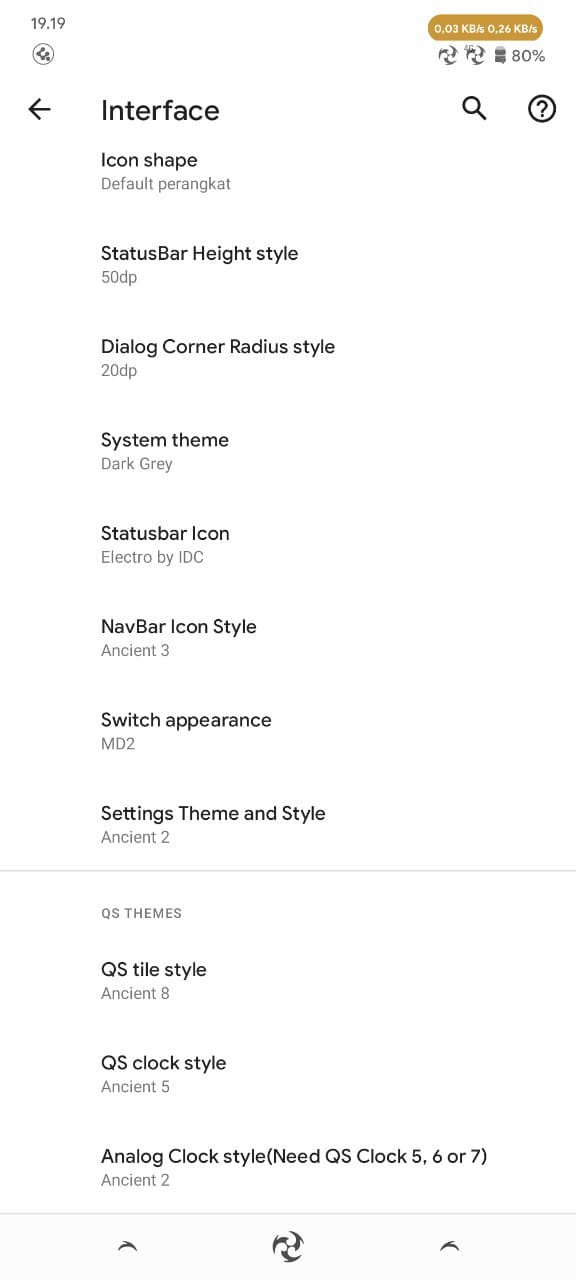 19.19
0,03 KB/s 0,26 KB/s
4G
80%
Interface
Icon shape
Default perangkat
StatusBar Height style
50dp
Dialog Corner Radius style
20dp
System theme
Dark Grey
Statusbar Icon
Electro by IDC
NavBar Icon Style
Ancient 3
Switch appearance
MD2
Settings Theme and Style
Ancient 2
QS THEMES
QS tile style
Ancient 8
QS clock style
Ancient 5
Analog Clock style(Need QS Clock 5, 6 or 7)
Ancient 2